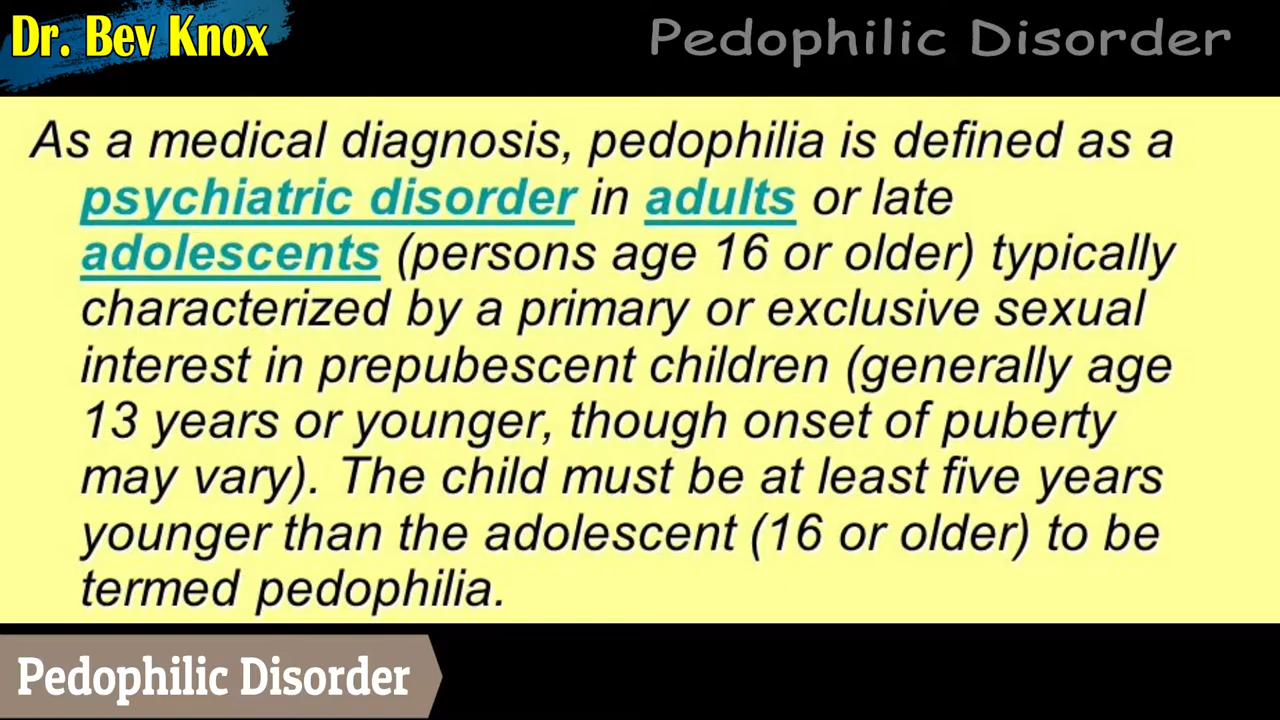 Dr. Bev Knox
Pedophilic Disorder
As a medical diagnosis, pedophilia is defined as a
psychiatric disorder in adults or late
adolescents (persons age 16 or older) typically
characterized by a primary or exclusive sexual
interest in prepubescent children (generally age
13 years or younger, though onset of puberty
may vary). The child must be at least five years
younger than the adolescent (16 or older) to be
termed pedophilia.
Pedophilic Disorder